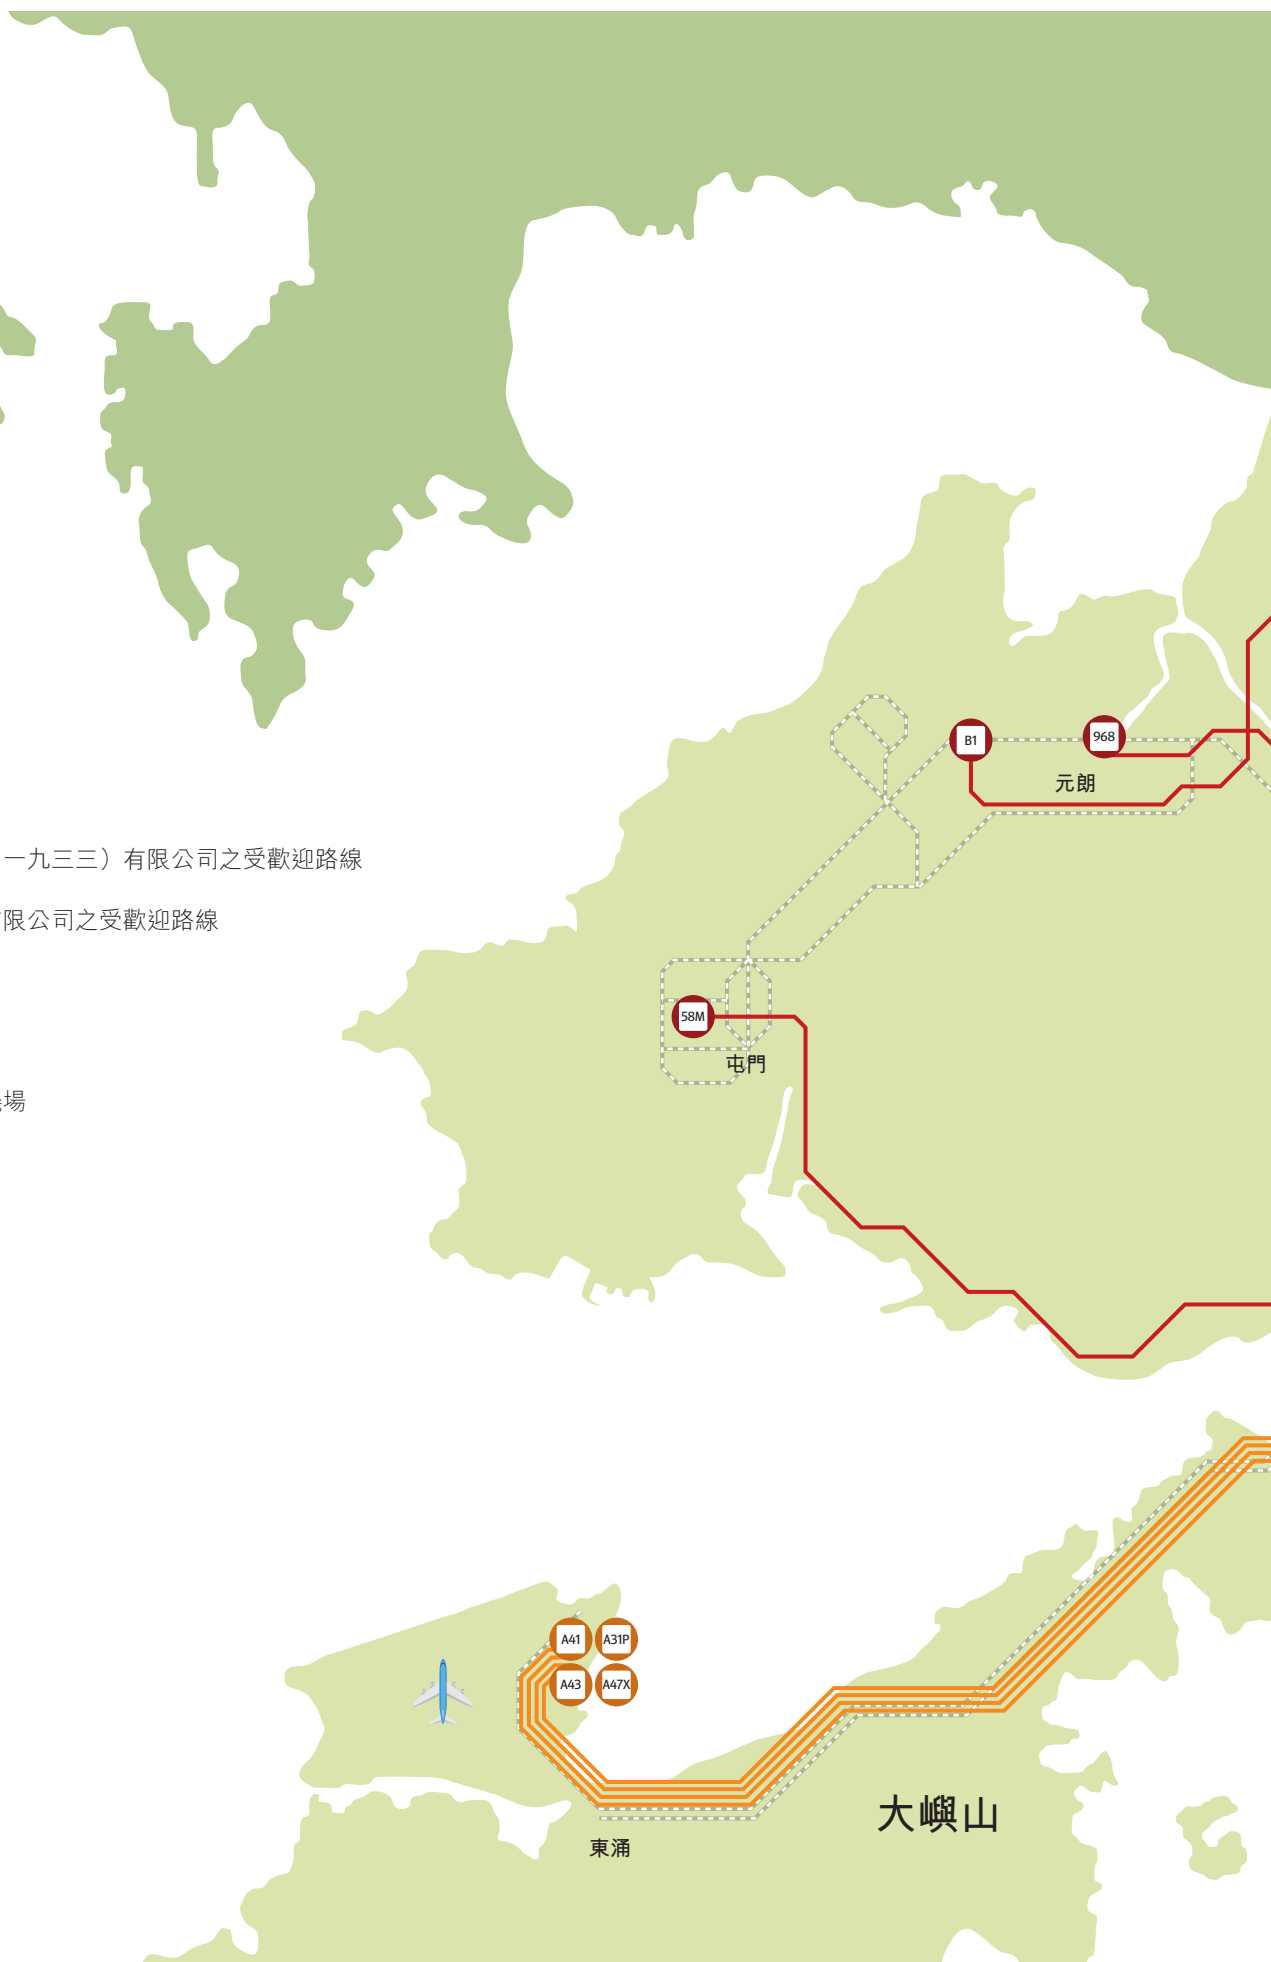 B1
968
元朗
一九三三）有限公司之受歡迎路線
限公司之受歡迎路線
58M
屯門
場
A41 A31P
A43 A47X
大嶼山
東涌